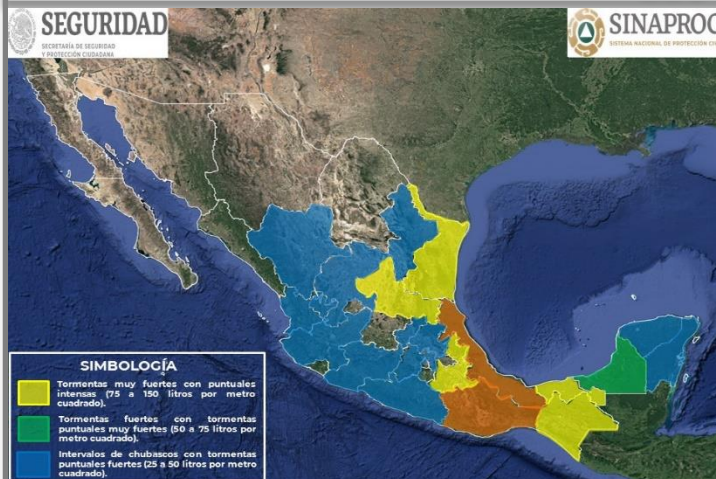 SEGURIDAD
SECRETARÍA DE SEGURIDAD
Y PROTECCIÓN CIUDADANA
SINAPROC
SISTEMA NACIONAL DE PROTECCIÓN CIV
SIMBOLOGÍA
Tormentas muy fuertes con puntuales
intensas (75 a 150 litros por metro
cuadrado).
Tormentas fuertes con tormentas
puntuales muy fuertes (50 a 75 litros por
metro cuadrado).
Intervalos de chubascos con tormentas
puntuales fuertes (25 a 50 litros por metro
cuadrado).